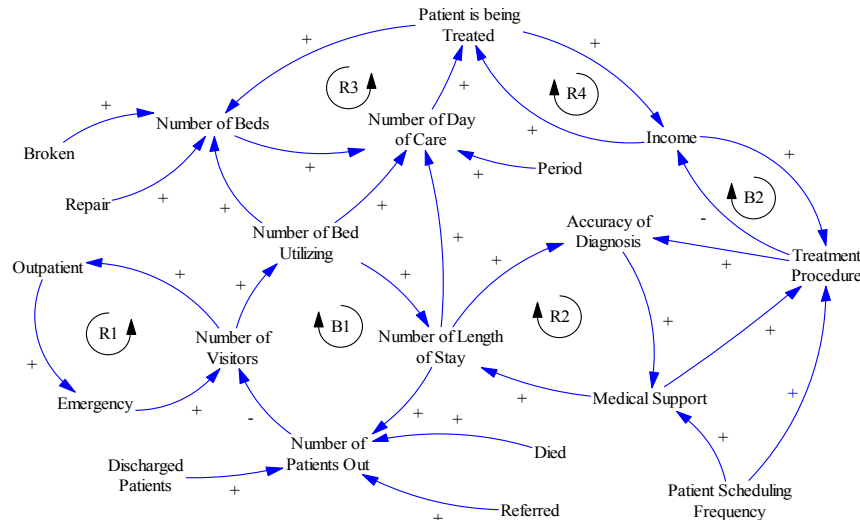 Patient is being
Treated
+
+
R3
R4
+
+
+
Number of Beds
Number of Day
of Care
Income
+
Broken
+
+
Period
+
Repair
+
+
+
B2
-
Accuracy of
Diagnosis
Number of Bed
Utilizing
Treatment
Procedure
Outpatient
+
+
+
+
+
+
R1
Number of
Visitors
B1
Number of Length
of Stay
R2
+
+
+
Emergency
+
-
+
+
+
Medical Support
+
Number of
Patients Out
Died
+
Discharged
Patients
+
Referred
+
Patient Scheduling
Frequency